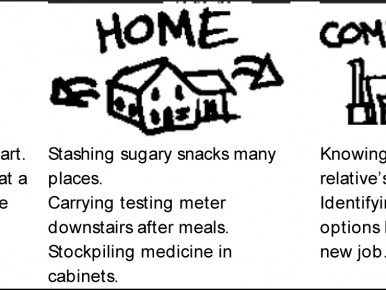 HOME
COM
art.
at a
e
Stashing sugary snacks many
places.
Carrying testing meter
downstairs after meals.
Stockpiling medicine in
cabinets.
Knowing
relative's
Identifyi
options
new job.